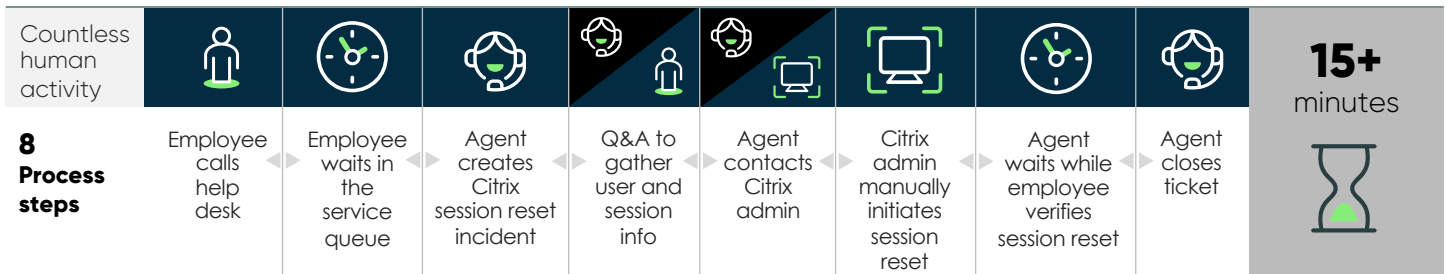 Countless
human
activity
15+
minutes
8
Process
steps
Employee
calls
help
desk
Employee
waits in
the
service
queue
Agent
creates
Citrix
session reset
incident
Q&A to
gather
user and
session
info
Agent
contacts
Citrix
admin
Citrix
admin
manually
initiates
session
reset
Agent
waits while
employee
verifies
session reset
Agent
closes
ticket